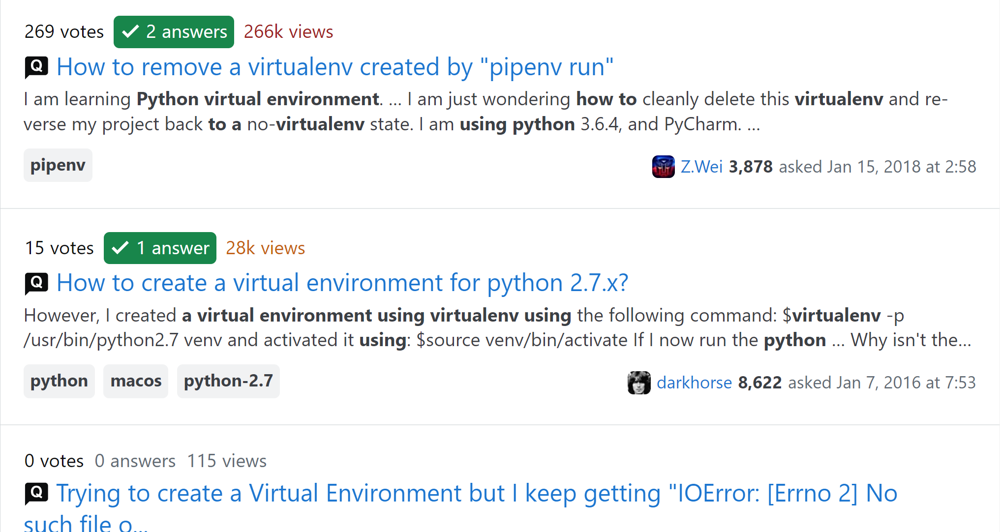 269 votes 2 answers 266k views
Q How to remove a virtualenv created by "pipenv run"
I am learning Python virtual environment. ... I am just wondering how to cleanly delete this virtualenv and re-
verse my project back to a no-virtualenv state. I am using python 3.6.4, and PyCharm. ...
pipenv Z.Wei 3,878 asked Jan 15, 2018 at 2:58
15 votes 1 answer 28k views
Q How to create a virtual environment for python 2.7.x?
However, I created a virtual environment using virtualenv using the following command: $virtualenv -p
/usr/bin/python2.7 venv and activated it using: $source venv/bin/activate If I now run the python ... Why isn't the...
python macos python-2.7 darkhorse 8,622 asked Jan 7, 2016 at 7:53
0 votes 0 answers 115 views
Q Trying to create a Virtual Environment but I keep getting "IOError: [Errno 2] No
such file o...